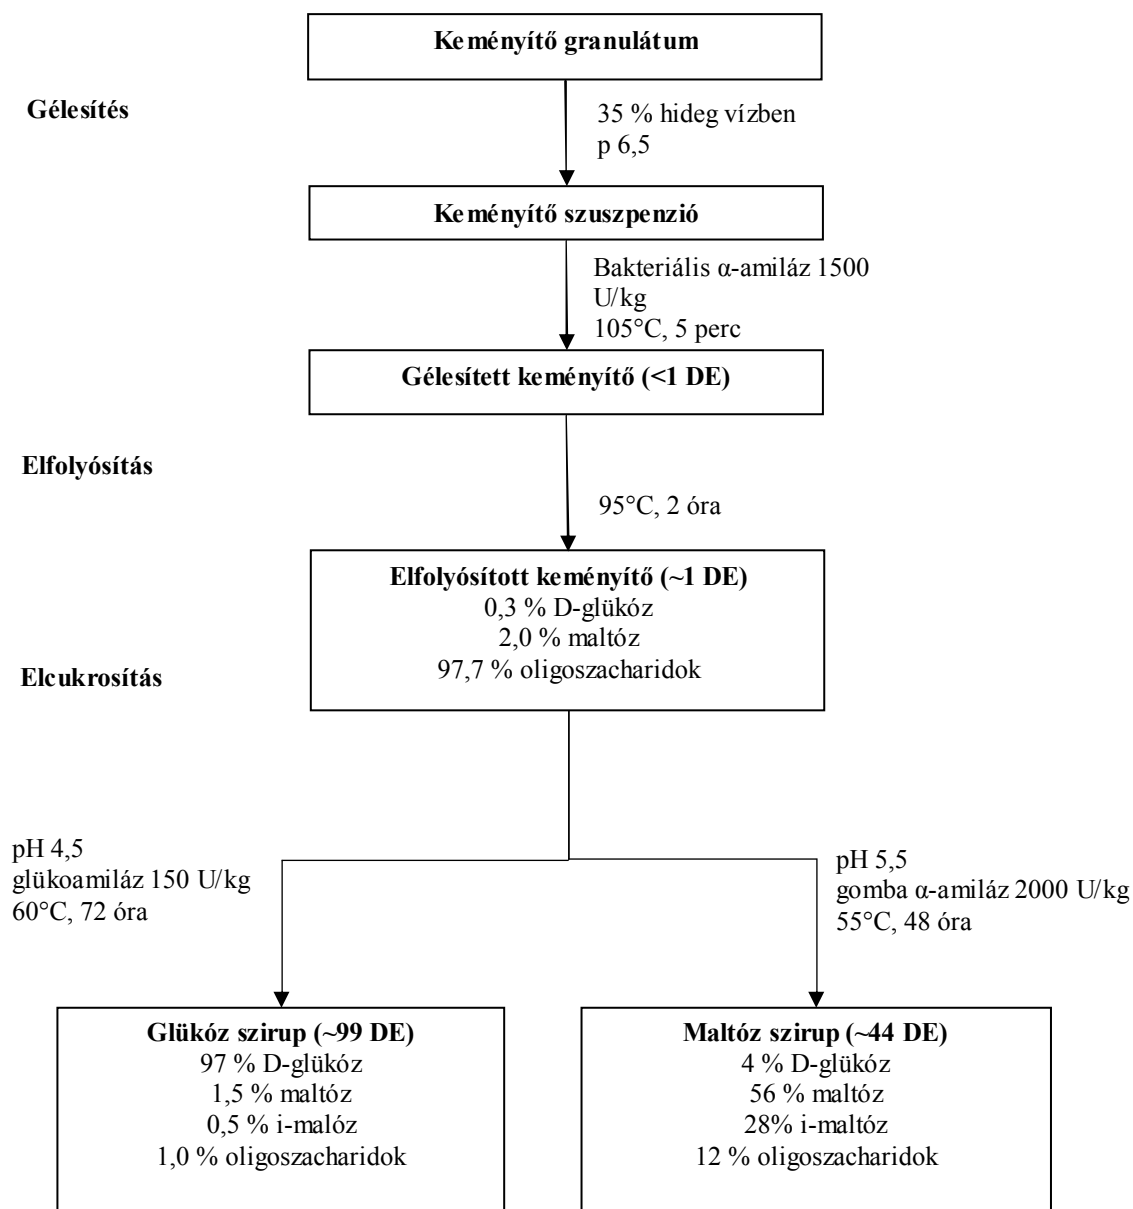 Keményítő granulátum
Gélesítés
35 % hideg vízben
p 6,5
Keményítő szuszpenzió
Bakteriális α-amiláz 1500
U/kg
105°C, 5 perc
Gélesített keményítő (<1 DE)
Elfolyósítás
95°C, 2 óra
Elfolyósított keményítő (~1 DE)
0,3 % D-glükóz
2,0 % maltóz
97,7 % oligoszacharidok
Elcukrosítás
pH 4,5
glükoamiláz 150 U/kg
60°C, 72 óra
pH 5,5
gomba α-amiláz 2000 U/kg
55°C, 48 óra
Glükóz szirup (~99 DE)
97 % D-glükóz
1,5 % maltóz
0,5 % i-malóz
1,0 % oligoszacharidok
Maltóz szirup (~44 DE)
4 % D-glükóz
56 % maltóz
28% i-maltóz
12 % oligoszacharidok